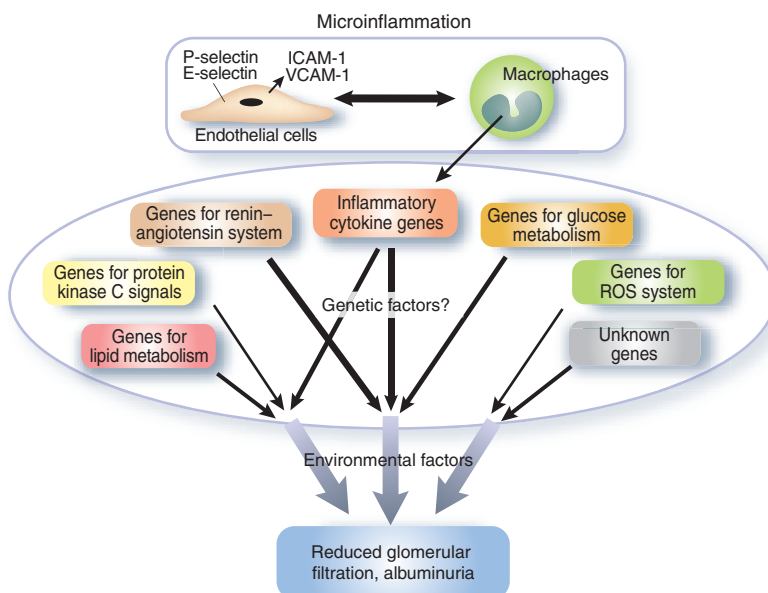 Microinflammation
P-selectin
E-selectin
ICAM-1
VCAM-1
Macrophages
Endothelial cells
Inflammatory
cytokine genes
Genes for renin–
angiotensin system
Genes for glucose
metabolism
Genes for protein
kinase C signals
Genes for
ROS system
Genetic factors?
Genes for
lipid metabolism
Unknown
genes
Environmental factors
Reduced glomerular
filtration, albuminuria